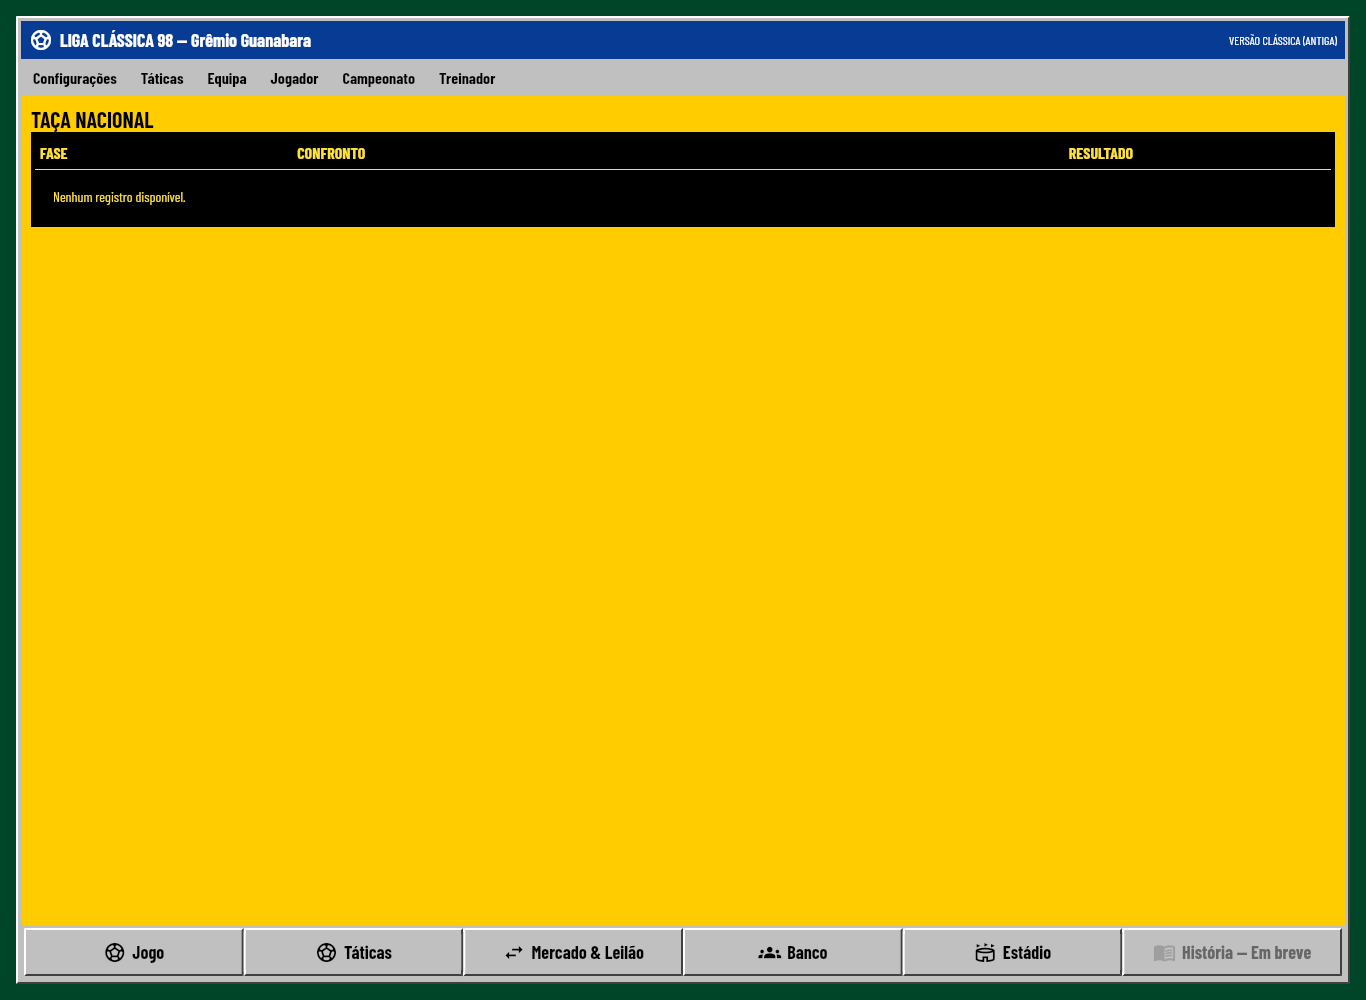 LIGA CLÁSSICA 98 — Grêmio Guanabara
VERSÃO CLÁSSICA (ANTIGA)
Configurações Táticas Equipa Jogador Campeonato Treinador
TAÇA NACIONAL
FASE CONFRONTO RESULTADO
Nenhum registro disponível.
Jogo Táticas Mercado & Leilão Banco Estádio História — Em breve